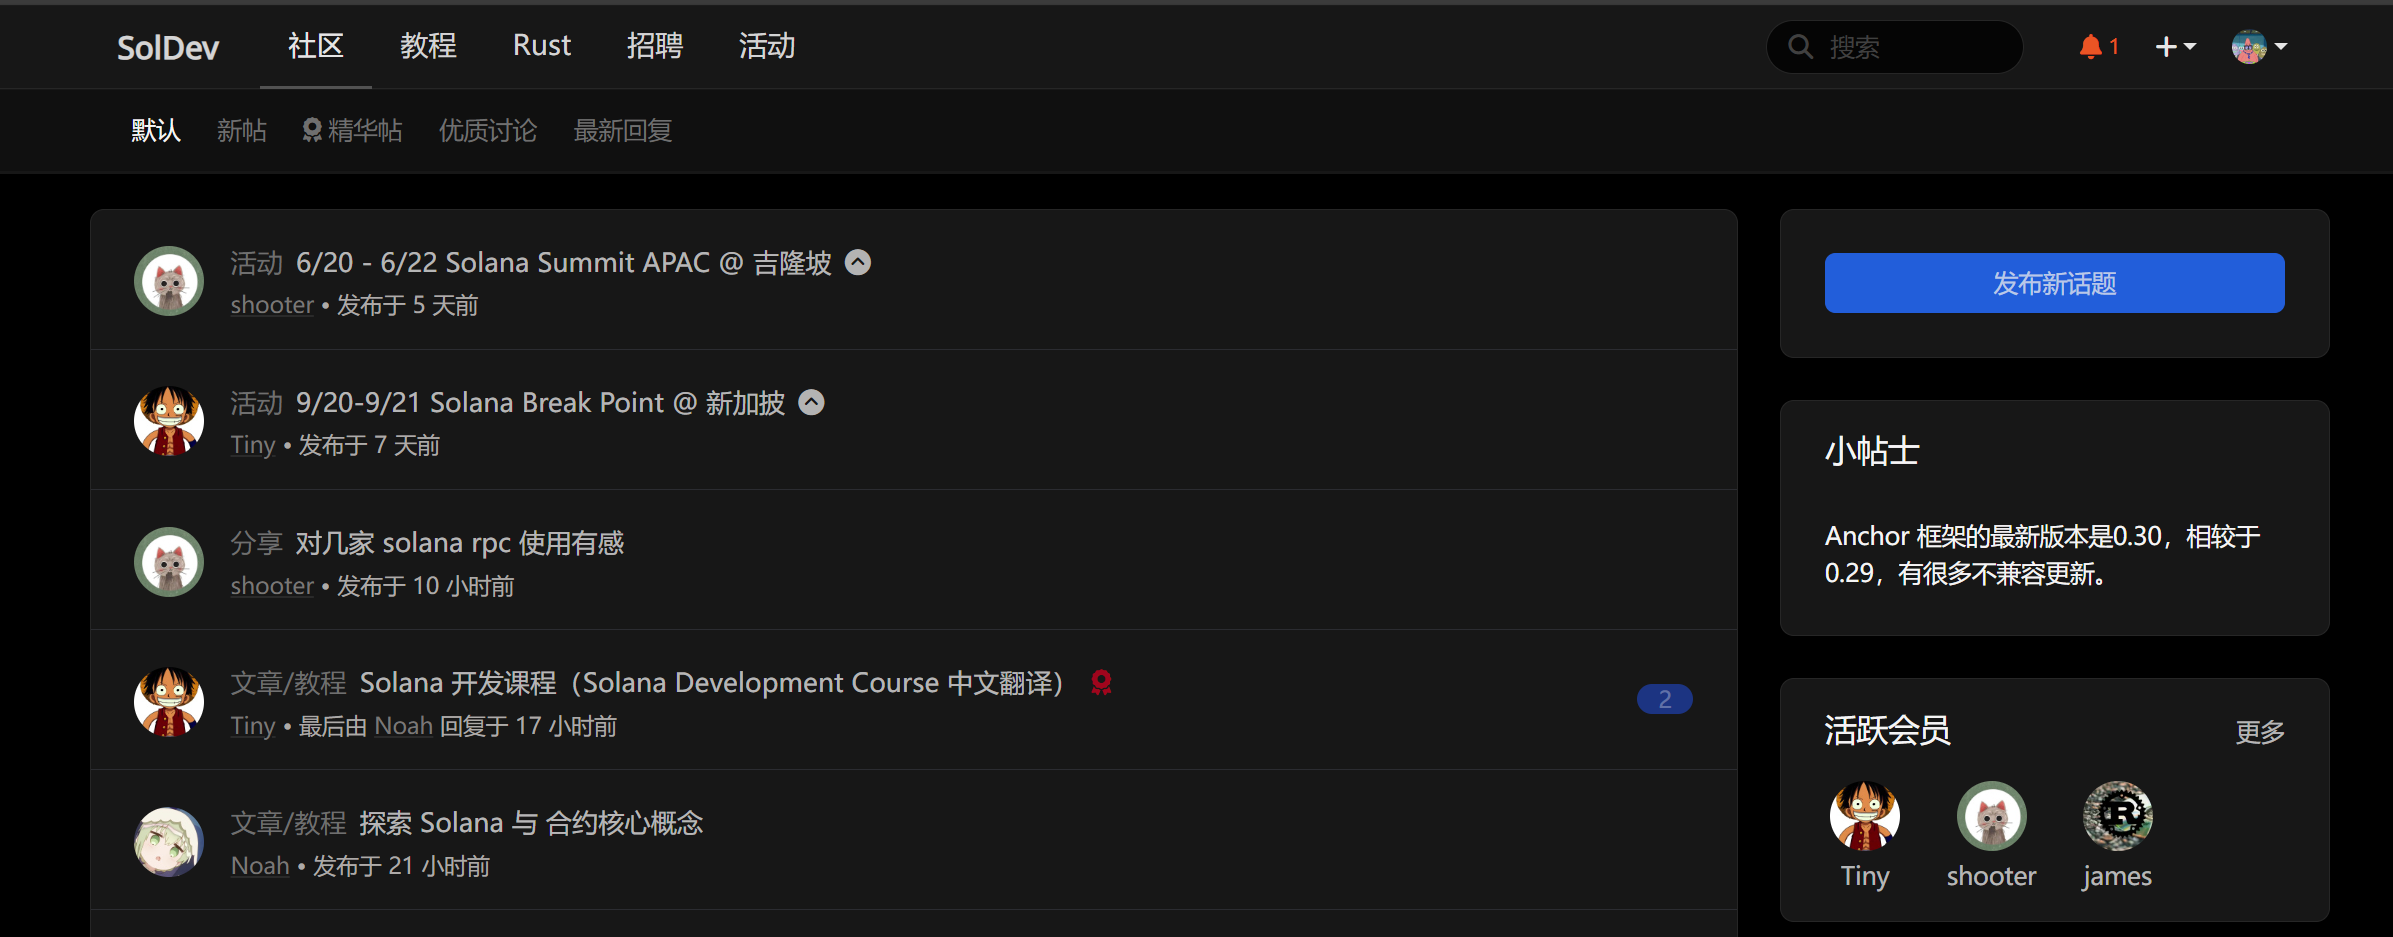 SolDev 社区 教程 Rust 招聘 活动 搜索 1
默认 新帖 精华帖 优质讨论 最新回复
活动 6/20 - 6/22 Solana Summit APAC @ 吉隆坡
shooter • 发布于 5 天前
活动 9/20-9/21 Solana Break Point @ 新加披
Tiny • 发布于 7 天前
分享 对几家 solana rpc 使用有感
shooter • 发布于 10 小时前
文章/教程 Solana 开发课程（Solana Development Course 中文翻译）
2
Tiny • 最后由 Noah 回复于 17 小时前
文章/教程 探索 Solana 与 合约核心概念
Noah • 发布于 21 小时前
发布新话题
小帖士
Anchor 框架的最新版本是0.30，相较于
0.29，有很多不兼容更新。
活跃会员 更多
Tiny shooter james